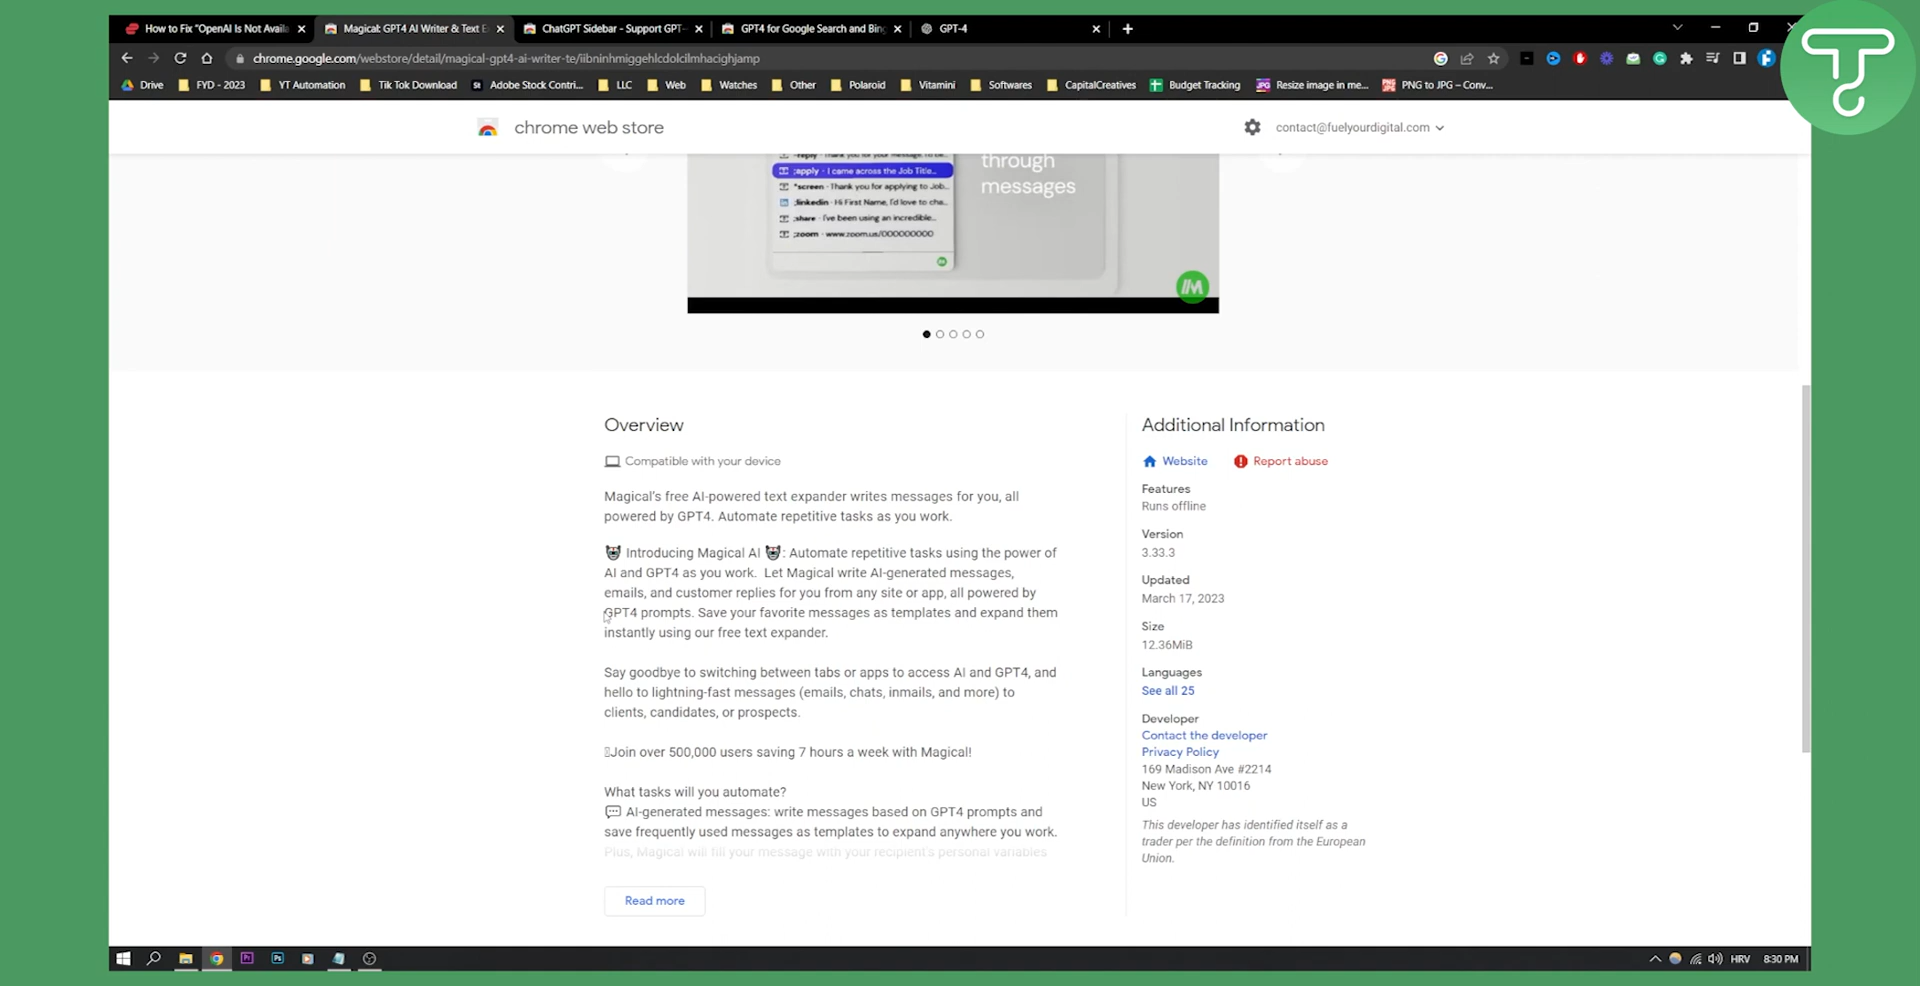 How to Fix "OpenAI Is Not Avail
Magical: GPT4 AI Writer & Text E
ChatGPT Sidebar - Support GPT-
GPT4 for Google Search and Bing
GPT-4
chrome.google.com/webstore/detail/magical-gpt4-ai-writer-te/iibninhmiggehlcdolcilmhacighjamp
Drive
FYD - 2023
YT Automation
Tik Tok Download
Adobe Stock Contri...
LLC
Web
Watches
Other
Polaroid
Vitamini
Softwares
CapitalCreatives
Budget Tracking
Resize image in me...
PNG to JPG – Conv...
chrome web store
contact@fuelyourdigital.com
-reply · Thank you for your message. I'd be...
;apply · I came across the Job Title...
*screen · Thank you for applying to Job...
;linkedin · Hi First Name, I'd love to cha...
;share · I've been using an incredible...
;zoom · www.zoom.us/000000000
through
messages
Overview
Compatible with your device
Magical's free AI-powered text expander writes messages for you, all
powered by GPT4. Automate repetitive tasks as you work.
Introducing Magical AI : Automate repetitive tasks using the power of
AI and GPT4 as you work. Let Magical write AI-generated messages,
emails, and customer replies for you from any site or app, all powered by
GPT4 prompts. Save your favorite messages as templates and expand them
instantly using our free text expander.
Say goodbye to switching between tabs or apps to access AI and GPT4, and
hello to lightning-fast messages (emails, chats, inmails, and more) to
clients, candidates, or prospects.
Join over 500,000 users saving 7 hours a week with Magical!
What tasks will you automate?
AI-generated messages: write messages based on GPT4 prompts and
save frequently used messages as templates to expand anywhere you work.
Plus, Magical will fill your message with your recipient's personal variables
Read more
Additional Information
Website
Report abuse
Features
Runs offline
Version
3.33.3
Updated
March 17, 2023
Size
12.36MiB
Languages
See all 25
Developer
Contact the developer
Privacy Policy
169 Madison Ave #2214
New York, NY 10016
US
This developer has identified itself as a
trader per the definition from the European
Union.
HRV
8:30 PM